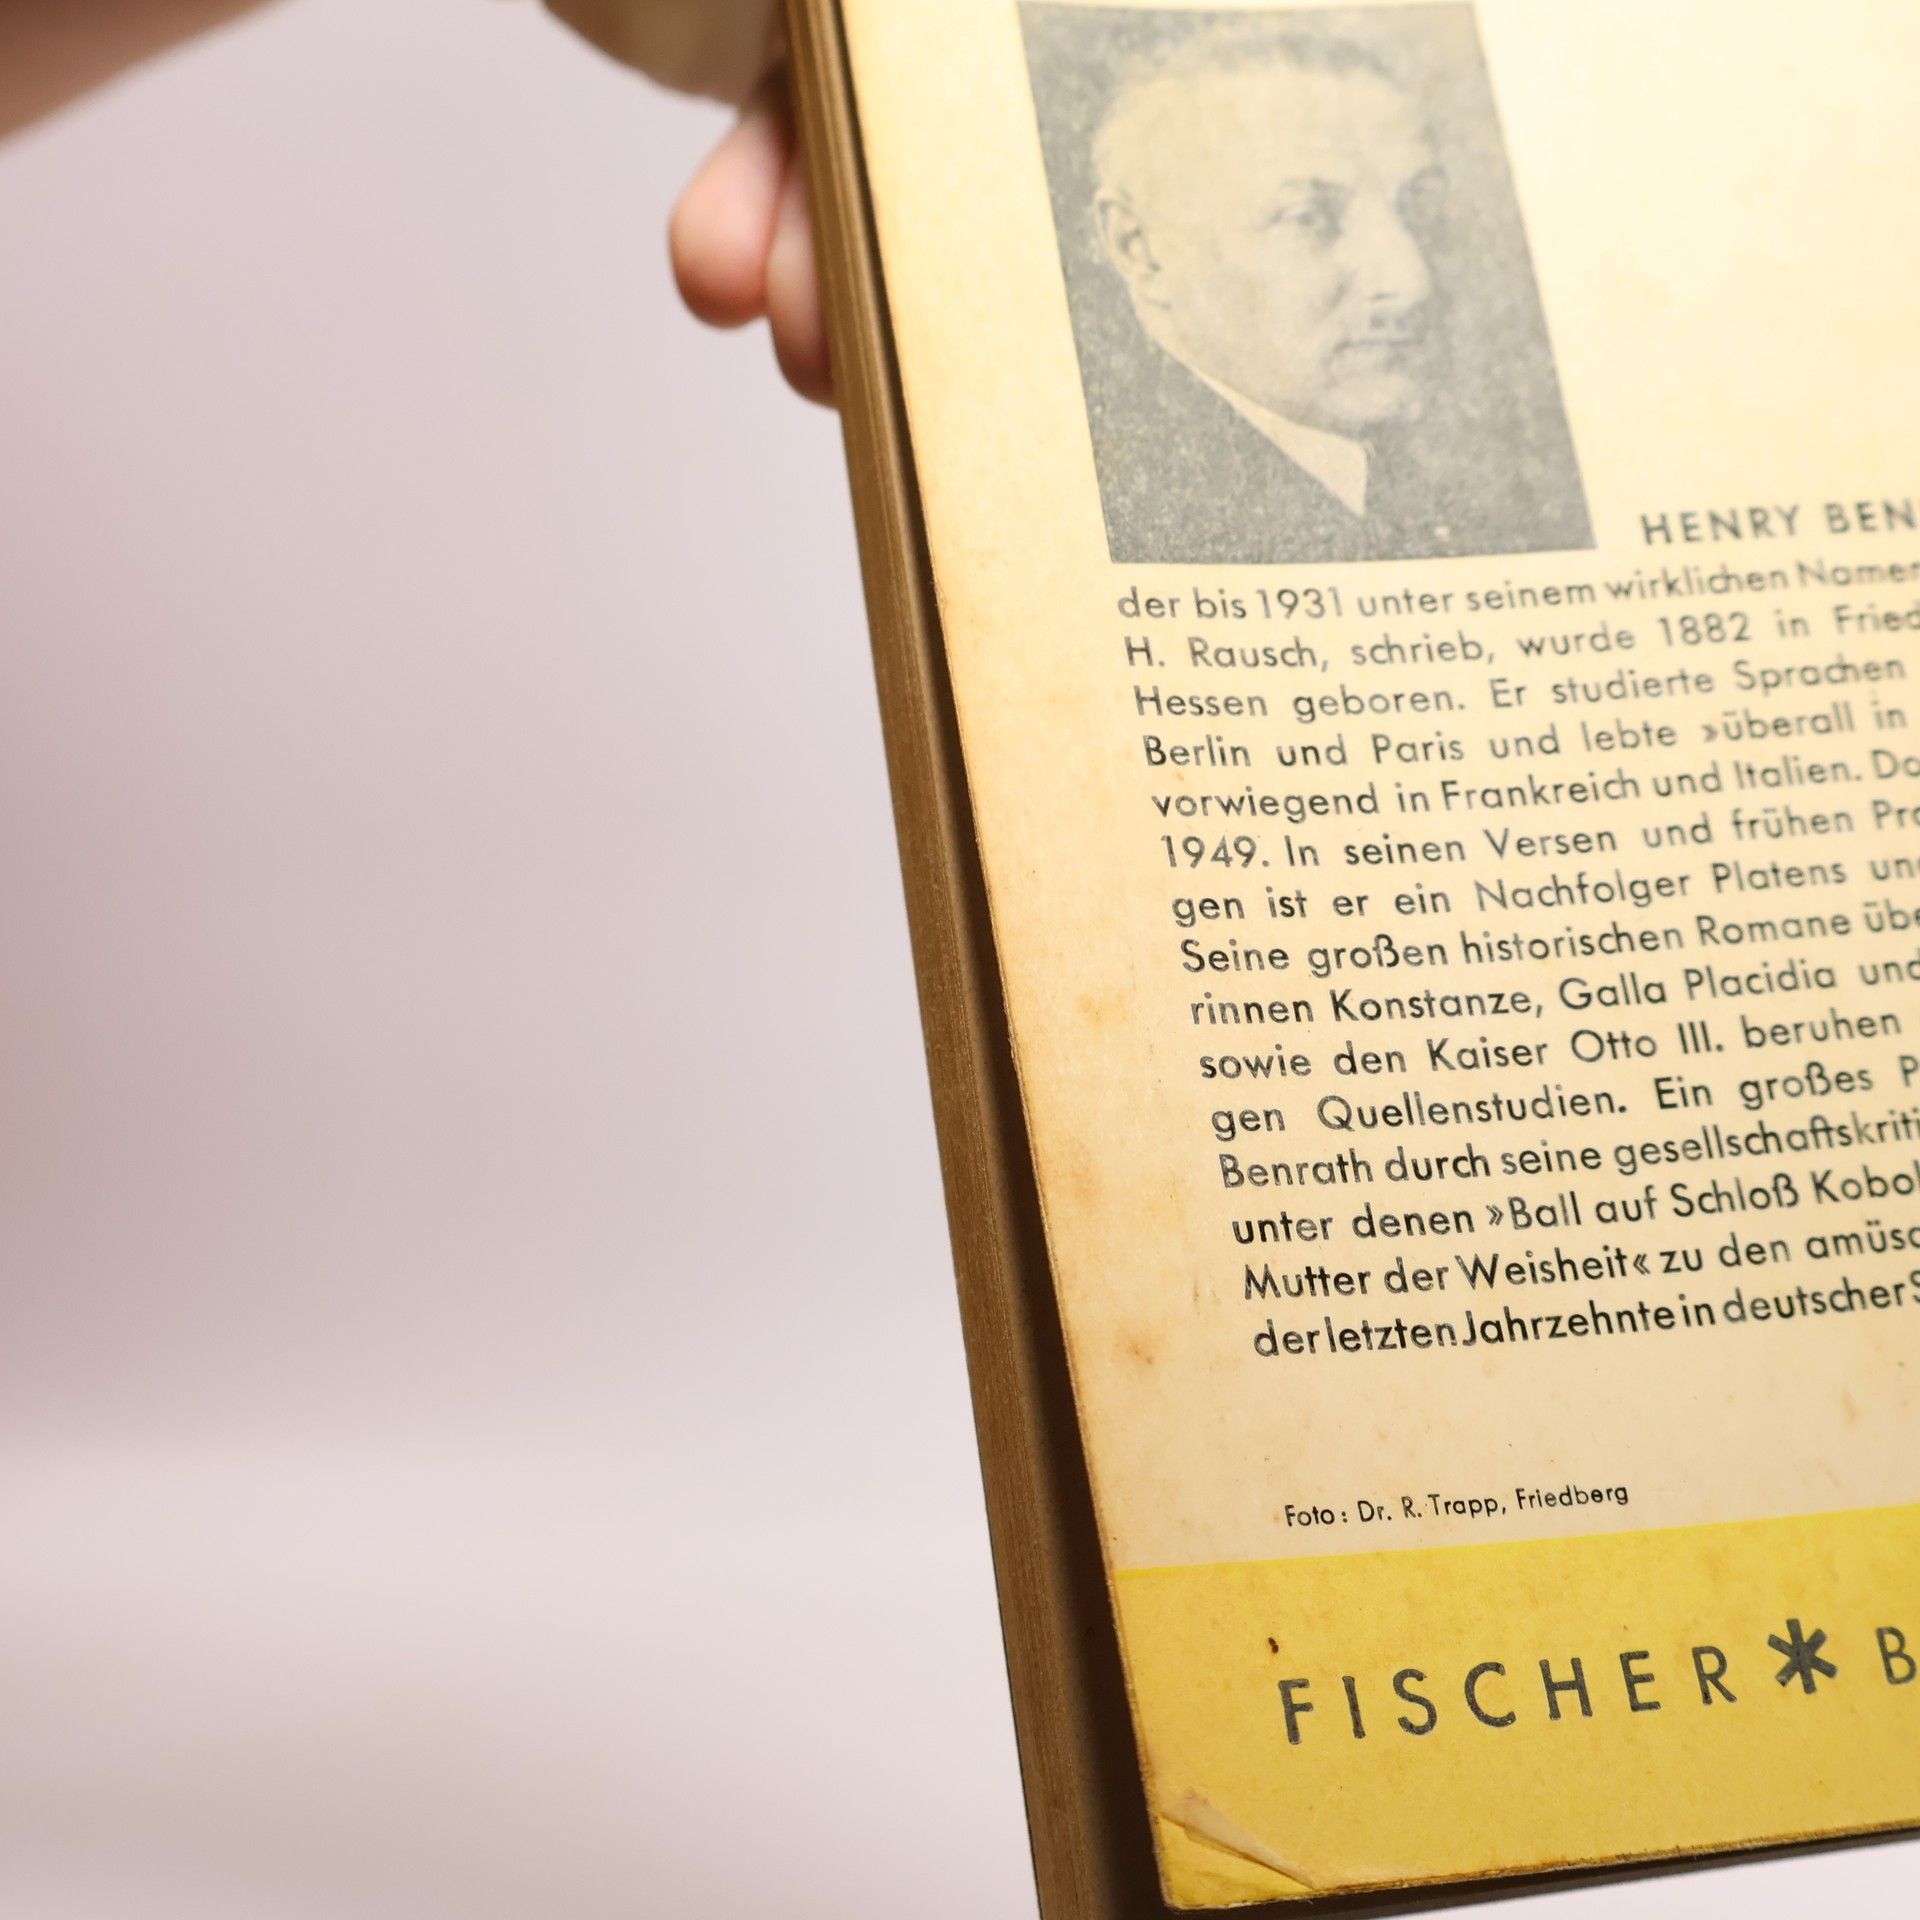 HENRY BEN
der bis 1931 unter seinem wirklichen Namen
H. Rausch, schrieb, wurde 1882 in Fried
Hessen geboren. Er studierte Sprachen
Berlin und Paris und lebte »überall in
vorwiegend in Frankreich und Italien. Do
1949. In seinen Versen und frühen Pro
gen ist er ein Nachfolger Platens und
Seine großen historischen Romane übe
rinnen Konstanze, Galla Placidia und
sowie den Kaiser Otto III. beruhen
gen Quellenstudien. Ein großes P
Benrath durch seine gesellschaftskriti
unter denen »Ball auf Schloß Kobol
Mutter der Weisheit« zu den amüsa
der letzten Jahrzehnte in deutscher S
Foto: Dr. R. Trapp, Friedberg
FISCHER * B